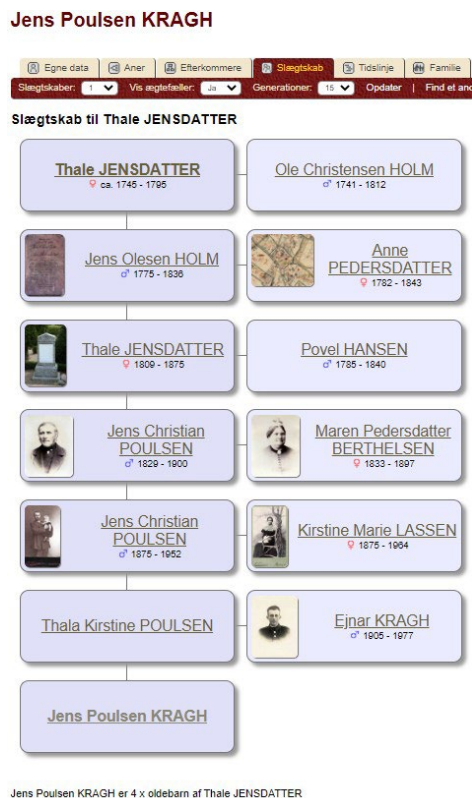 Jens Poulsen KRAGH
Egne data Aner Efterkommere Slægtskab Tidslinje Familie
Slægtskaber: 1 Vis ægtefæller: Ja Generationer: 15 Opdater | Find et and
Slægtskab til Thale JENSDATTER
Thale JENSDATTER
♀ ca. 1745 - 1795
Ole Christensen HOLM
♂ 1741 - 1812
Jens Olesen HOLM
♂ 1775 - 1836
Anne
PEDERSDATTER
♀ 1782 - 1843
Thale JENSDATTER
♀ 1809 - 1875
Povel HANSEN
♂ 1785 - 1840
Jens Christian
POULSEN
♂ 1829 - 1900
Maren Pedersdatter
BERTHELSEN
♀ 1833 - 1897
Jens Christian
POULSEN
♂ 1875 - 1952
Kirstine Marie LASSEN
♀ 1875 - 1964
Thala Kirstine POULSEN
Ejnar KRAGH
♂ 1905 - 1977
Jens Poulsen KRAGH
Jens Poulsen KRAGH er 4 x oldebarn af Thale JENSDATTER